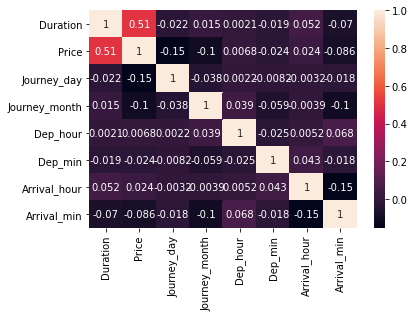 Duration 1 0.51 -0.022 0.015 0.0021 -0.019 0.052 -0.07 1.0
Price 0.51 1 -0.15 -0.1 0.0068 -0.024 0.024 -0.086 0.8
Journey_day -0.022 -0.15 1 -0.038 0.0022 -0.0082 -0.0032 -0.018
Journey_month 0.015 -0.1 -0.038 1 0.039 -0.059 -0.0039 -0.1 0.6
Dep_hour 0.0021 0.0068 0.0022 0.039 1 -0.025 0.0052 0.068 0.4
Dep_min -0.019 -0.024 -0.0082 -0.059 -0.025 1 0.043 -0.018
Arrival_hour 0.052 0.024 -0.0032 -0.0039 0.0052 0.043 1 -0.15 0.2
Arrival_min -0.07 -0.086 -0.018 -0.1 0.068 -0.018 -0.15 1 0.0
Duration
Price
Journey_day
Journey_month
Dep_hour
Dep_min
Arrival_hour
Arrival_min